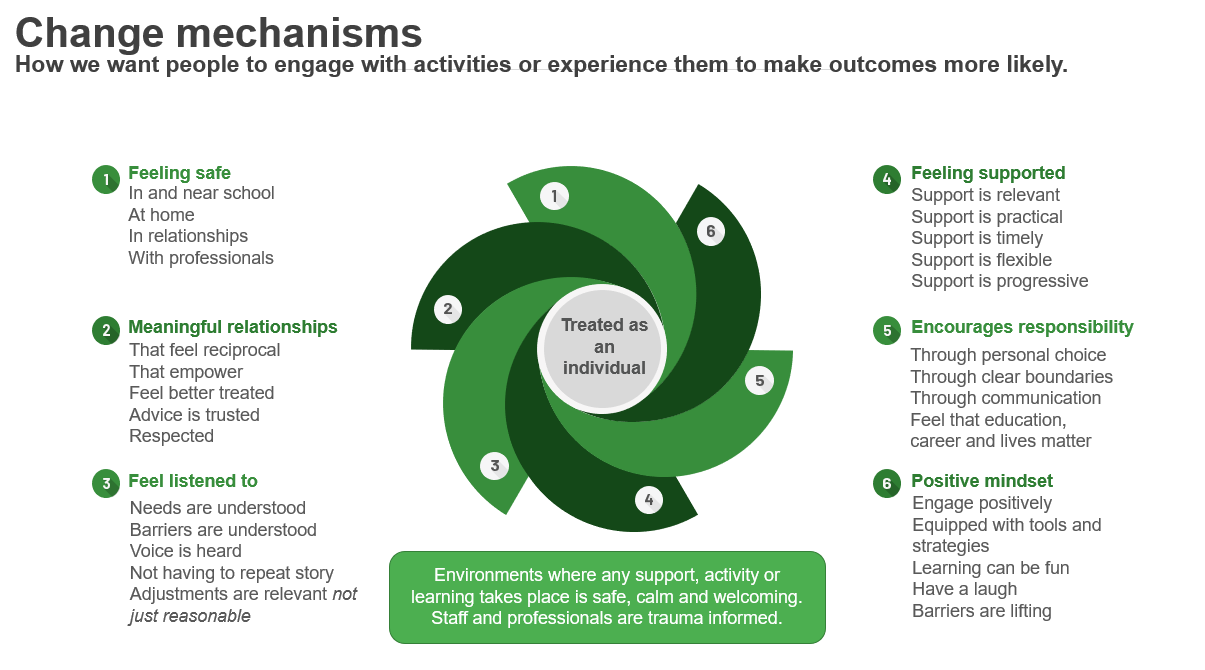 Change mechanisms
How we want people to engage with activities or experience them to make outcomes more likely.
1 Feeling safe
In and near school
At home
In relationships
With professionals
2 Meaningful relationships
That feel reciprocal
That empower
Feel better treated
Advice is trusted
Respected
3 Feel listened to
Needs are understood
Barriers are understood
Voice is heard
Not having to repeat story
Adjustments are relevant not
just reasonable
1
6
2
Treated as
an
individual
5
3
4
Environments where any support, activity or
learning takes place is safe, calm and welcoming.
Staff and professionals are trauma informed.
4 Feeling supported
Support is relevant
Support is practical
Support is timely
Support is flexible
Support is progressive
5 Encourages responsibility
Through personal choice
Through clear boundaries
Through communication
Feel that education,
career and lives matter
6 Positive mindset
Engage positively
Equipped with tools and
strategies
Learning can be fun
Have a laugh
Barriers are lifting